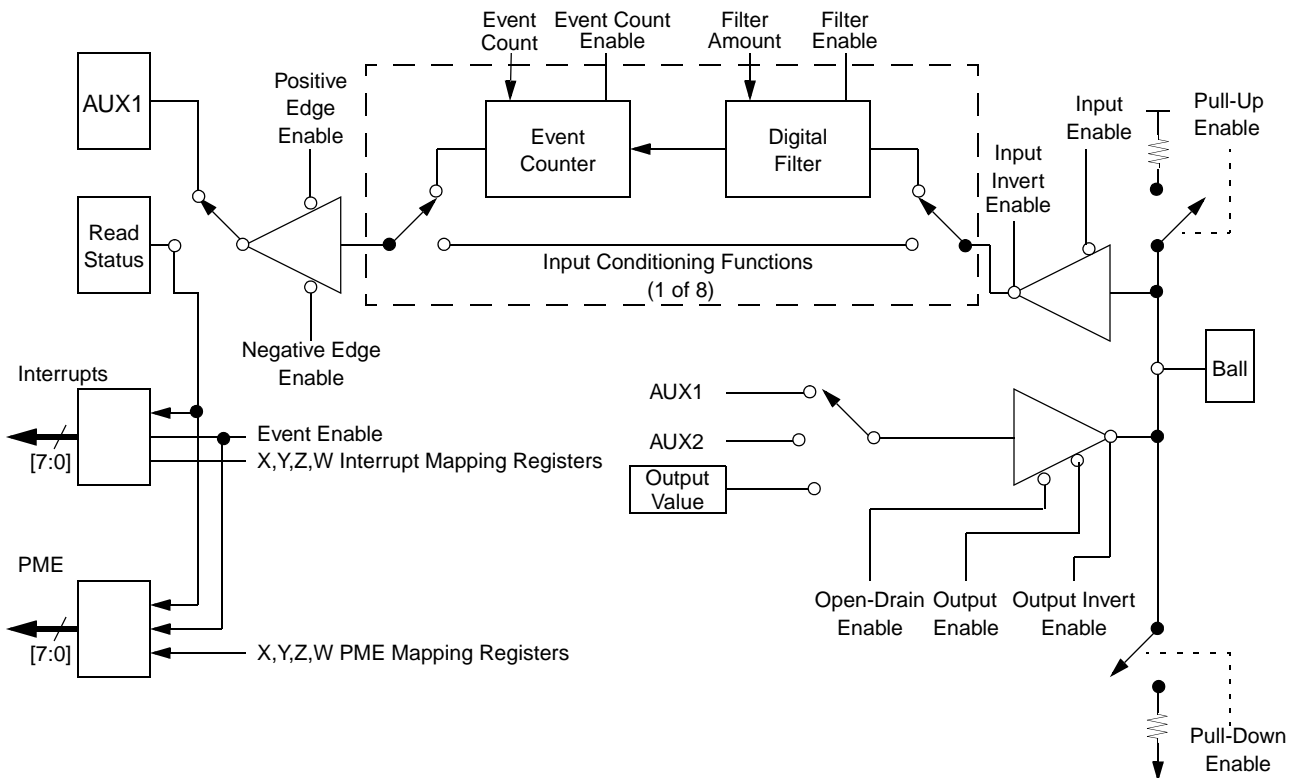 Event
Count
Event Count
Enable
Filter
Amount
Filter
Enable
AUX1
Positive
Edge
Enable
Event
Counter
Digital
Filter
Input
Enable
Pull-Up
Enable
Input
Invert
Enable
Read
Status
Input Conditioning Functions
(1 of 8)
Negative Edge
Enable
Ball
Interrupts
[7:0]
Event Enable
X,Y,Z,W Interrupt Mapping Registers
AUX1
AUX2
Output
Value
PME
[7:0]
X,Y,Z,W PME Mapping Registers
Open-Drain
Enable
Output
Enable
Output Invert
Enable
Pull-Down
Enable